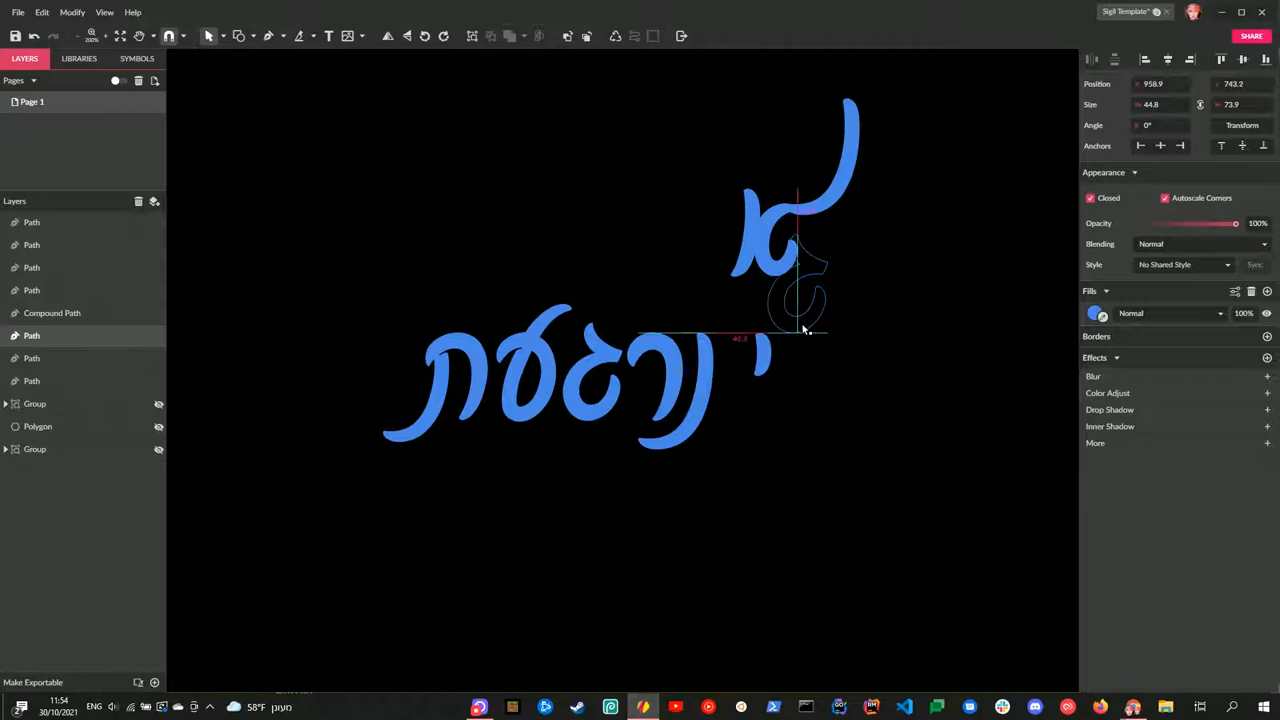 File Edit Modify View Help
Sigil Template*
200%
SHARE
LAYERS LIBRARIES SYMBOLS
Pages
Page 1
Layers
Path
Path
Path
Path
Compound Path
Path
Path
Path
Group
Polygon
Group
Make Exportable
א
ינרגעת
40.6
Position X 958.9 Y 743.2
Size W 44.8 H 73.9
Angle R 0° Transform
Anchors
Appearance
Closed Autoscale Corners
Opacity 100%
Blending Normal
Style No Shared Style Sync
Fills
Normal 100%
Borders
Effects
Blur
Color Adjust
Drop Shadow
Inner Shadow
More
11:54
30/10/2021
ENG
58°F מעונן